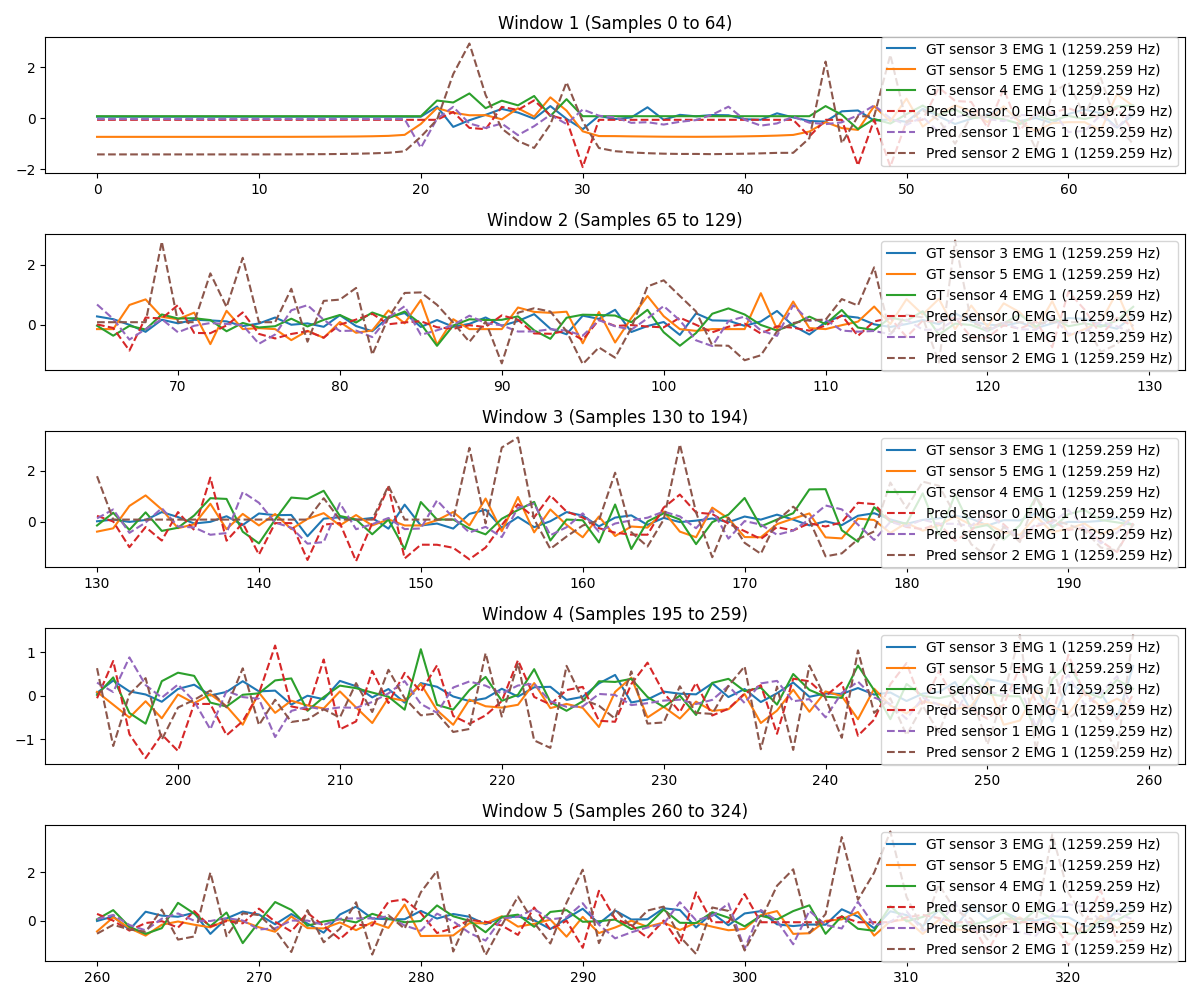 Window 1 (Samples 0 to 64)
2
0
−2
GT sensor 3 EMG 1 (1259.259 Hz)
GT sensor 5 EMG 1 (1259.259 Hz)
GT sensor 4 EMG 1 (1259.259 Hz)
Pred sensor 0 EMG 1 (1259.259 Hz)
Pred sensor 1 EMG 1 (1259.259 Hz)
Pred sensor 2 EMG 1 (1259.259 Hz)
0 10 20 30 40 50 60
Window 2 (Samples 65 to 129)
2
0
GT sensor 3 EMG 1 (1259.259 Hz)
GT sensor 5 EMG 1 (1259.259 Hz)
GT sensor 4 EMG 1 (1259.259 Hz)
Pred sensor 0 EMG 1 (1259.259 Hz)
Pred sensor 1 EMG 1 (1259.259 Hz)
Pred sensor 2 EMG 1 (1259.259 Hz)
70 80 90 100 110 120 130
Window 3 (Samples 130 to 194)
2
0
GT sensor 3 EMG 1 (1259.259 Hz)
GT sensor 5 EMG 1 (1259.259 Hz)
GT sensor 4 EMG 1 (1259.259 Hz)
Pred sensor 0 EMG 1 (1259.259 Hz)
Pred sensor 1 EMG 1 (1259.259 Hz)
Pred sensor 2 EMG 1 (1259.259 Hz)
130 140 150 160 170 180 190
Window 4 (Samples 195 to 259)
1
0
−1
GT sensor 3 EMG 1 (1259.259 Hz)
GT sensor 5 EMG 1 (1259.259 Hz)
GT sensor 4 EMG 1 (1259.259 Hz)
Pred sensor 0 EMG 1 (1259.259 Hz)
Pred sensor 1 EMG 1 (1259.259 Hz)
Pred sensor 2 EMG 1 (1259.259 Hz)
200 210 220 230 240 250 260
Window 5 (Samples 260 to 324)
2
0
GT sensor 3 EMG 1 (1259.259 Hz)
GT sensor 5 EMG 1 (1259.259 Hz)
GT sensor 4 EMG 1 (1259.259 Hz)
Pred sensor 0 EMG 1 (1259.259 Hz)
Pred sensor 1 EMG 1 (1259.259 Hz)
Pred sensor 2 EMG 1 (1259.259 Hz)
260 270 280 290 300 310 320